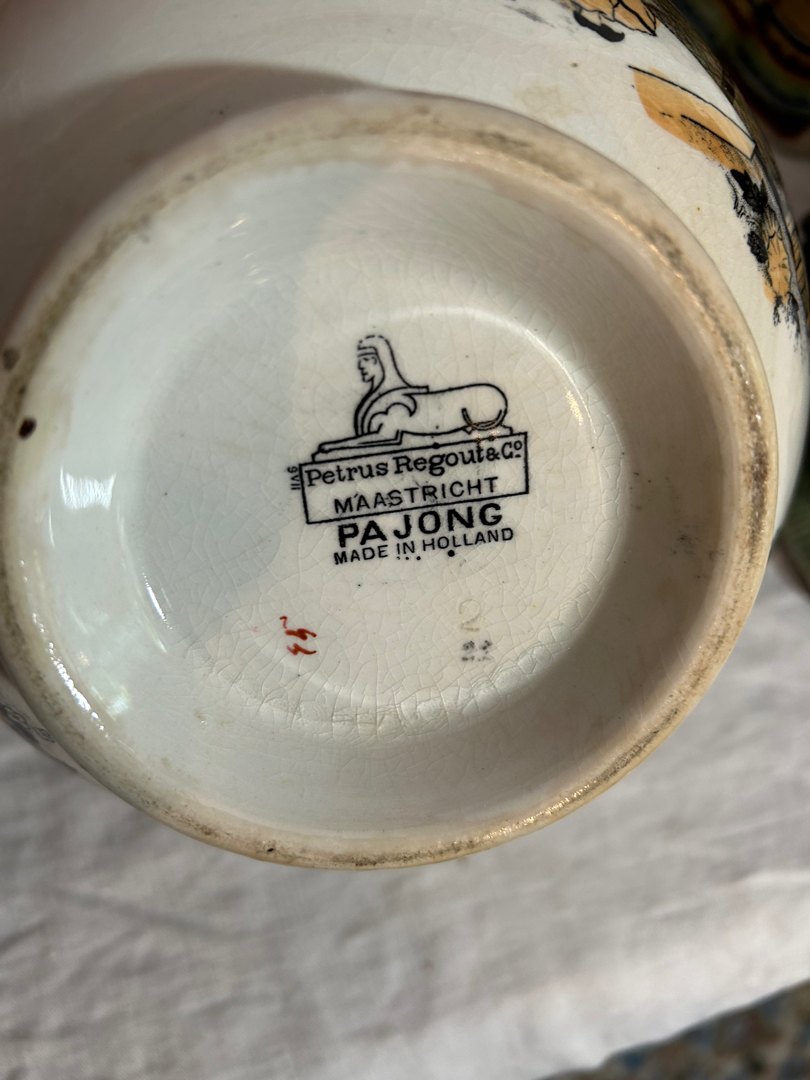 Petrus Regout & Co.
MAASTRICHT
PAJONG
MADE IN HOLLAND